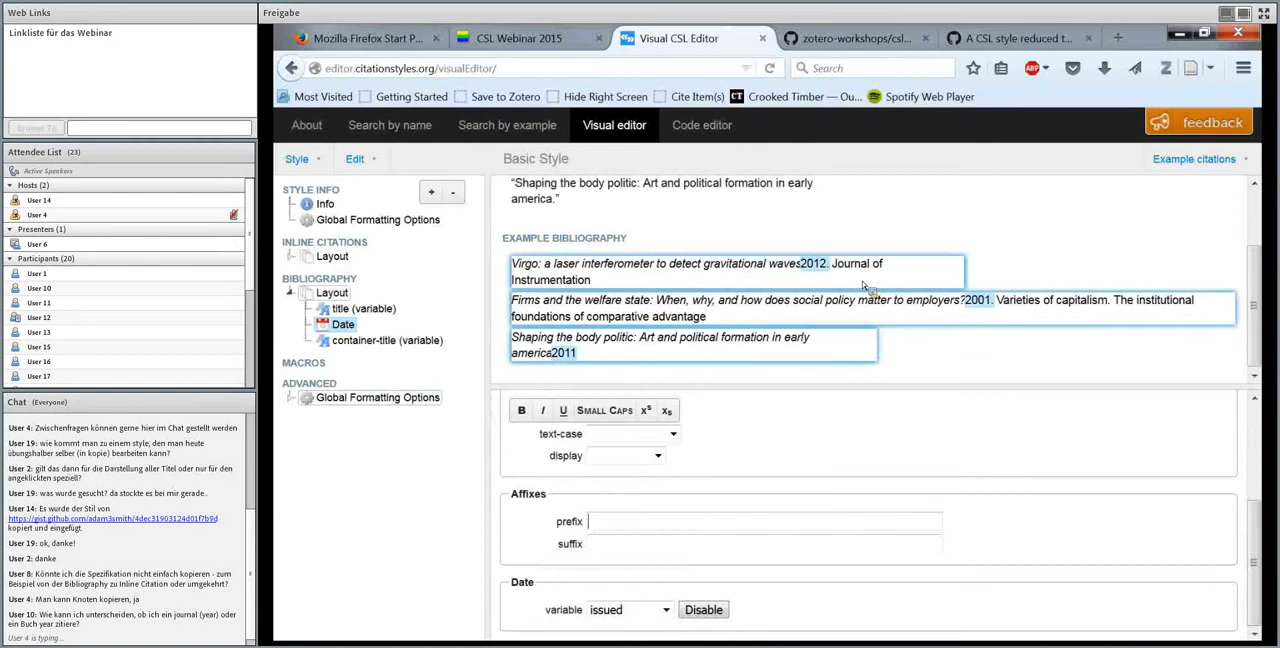 Web Links
Freigabe
Linkliste für das Webinar
Browse To
Attendee List (23)
Active Speakers
Hosts (2)
User 14
User 4
Presenters (1)
User 6
Participants (20)
User 1
User 10
User 11
User 12
User 13
User 15
User 16
User 17
Chat (Everyone)
User 4: Zwischenfragen können gerne hier im Chat gestellt werden
User 19: wie kommt man zu einem style, den man heute
übungshalber selber (in kopie) bearbeiten kann?
User 2: gilt das dann für die Darstellung aller Titel oder nur für den
angeklickten speziell?
User 19: was wurde gesucht? da stockte es bei mir gerade..
User 14: Es wurde der Stil von
https://gist.github.com/adam3smith/4dec31903124d01f7b9d
kopiert und eingefügt.
User 19: ok, danke!
User 2: danke
User 8: Könnte ich die Spezifikation nicht einfach kopieren - zum
Beispiel von der Bibliography zu Inline Citation oder umgekehrt?
User 4: Man kann Knoten kopieren, ja
User 10: Wie kann ich unterscheiden, ob ich ein journal (year) oder
ein Buch year zitiere?
User 4 is typing...
Mozilla Firefox Start P...
CSL Webinar 2015
Visual CSL Editor
zotero-workshops/csl...
A CSL style reduced t...
editor.citationstyles.org/visualEditor/
Search
ABP
Most Visited
Getting Started
Save to Zotero
Hide Right Search
Cite Item(s)
CT
Crooked Timber — Ou...
Spotify Web Player
About
Search by name
Search by example
Visual editor
Code editor
feedback
Style
Edit
Basic Style
Example citations
STYLE INFO
+
-
Info
Global Formatting Options
INLINE CITATIONS
Layout
BIBLIOGRAPHY
Layout
title (variable)
Date
container-title (variable)
MACROS
ADVANCED
Global Formatting Options
“Shaping the body politic: Art and political formation in early
america.”
EXAMPLE BIBLIOGRAPHY
Virgo: a laser interferometer to detect gravitational waves2012. Journal of
Instrumentation
Firms and the welfare state: When, why, and how does social policy matter to employers?2001. Varieties of capitalism. The institutional
foundations of comparative advantage
Shaping the body politic: Art and political formation in early
america2011
B I U SMALL CAPS x² x₂
text-case
display
Affixes
prefix
suffix
Date
variable issued Disable